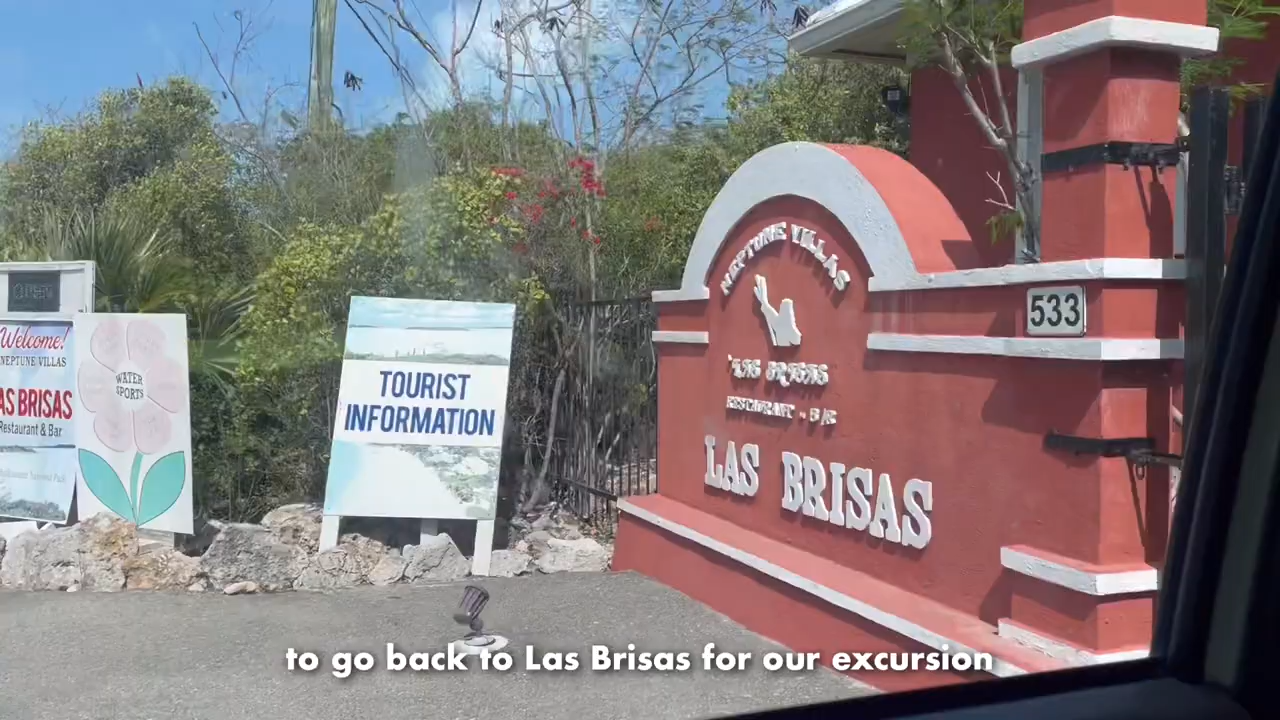 Welcome!
NEPTUNE VILLAS
LAS BRISAS
Restaurant & Bar
WATER
SPORTS
TOURIST
INFORMATION
NEPTUNE VILLAS
LAS BRISAS
RESTAURANT - BAR
LAS BRISAS
533
to go back to Las Brisas for our excursion